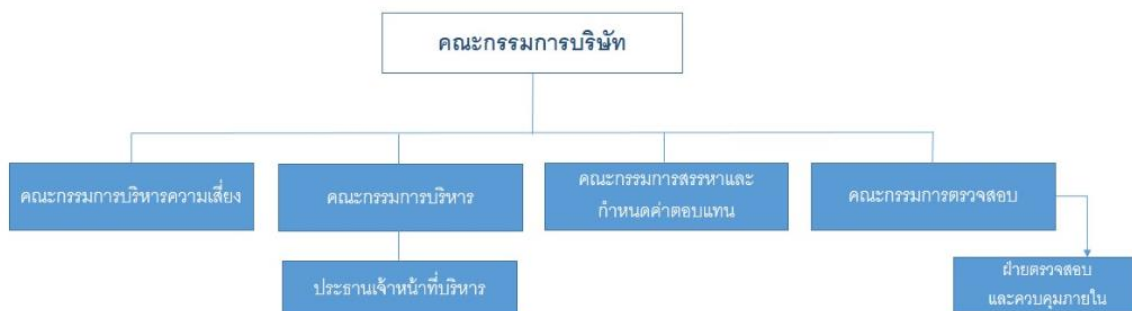 คณะกรรมการบริษัท
คณะกรรมการบริหารความเสี่ยง
คณะกรรมการบริหาร
คณะกรรมการสรรหาและ
กำหนดค่าตอบแทน
คณะกรรมการตรวจสอบ
ประธานเจ้าหน้าที่บริหาร
ฝ่ายตรวจสอบ
และควบคุมภายใน